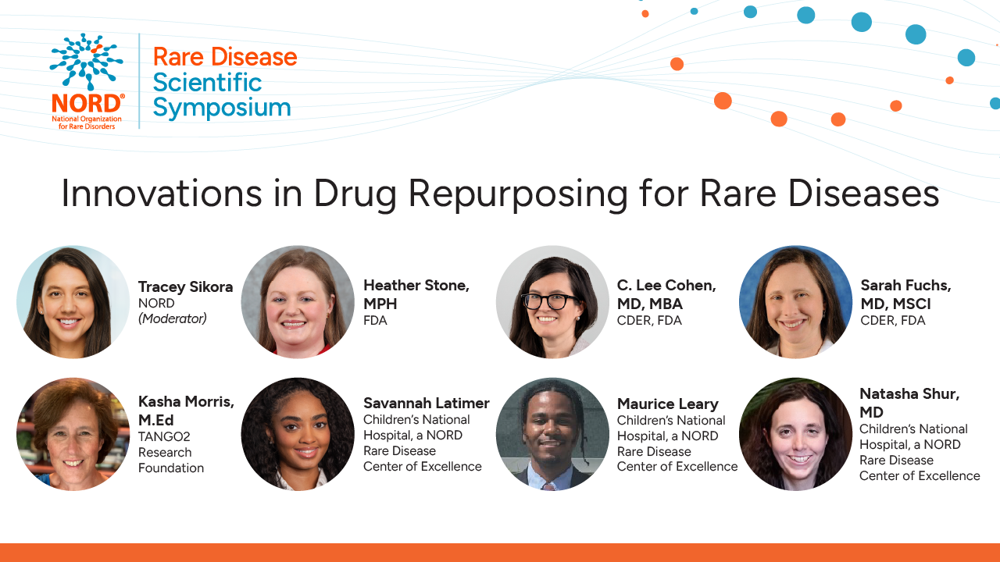 NORD®
National Organization
for Rare Disorders
Rare Disease
Scientific
Symposium
Innovations in Drug Repurposing for Rare Diseases
Tracey Sikora
NORD
(Moderator)
Heather Stone,
MPH
FDA
C. Lee Cohen,
MD, MBA
CDER, FDA
Sarah Fuchs,
MD, MSCI
CDER, FDA
Kasha Morris,
M.Ed
TANGO2
Research
Foundation
Savannah Latimer
Children's National
Hospital, a NORD
Rare Disease
Center of Excellence
Maurice Leary
Children's National
Hospital, a NORD
Rare Disease
Center of Excellence
Natasha Shur,
MD
Children's National
Hospital, a NORD
Rare Disease
Center of Excellence